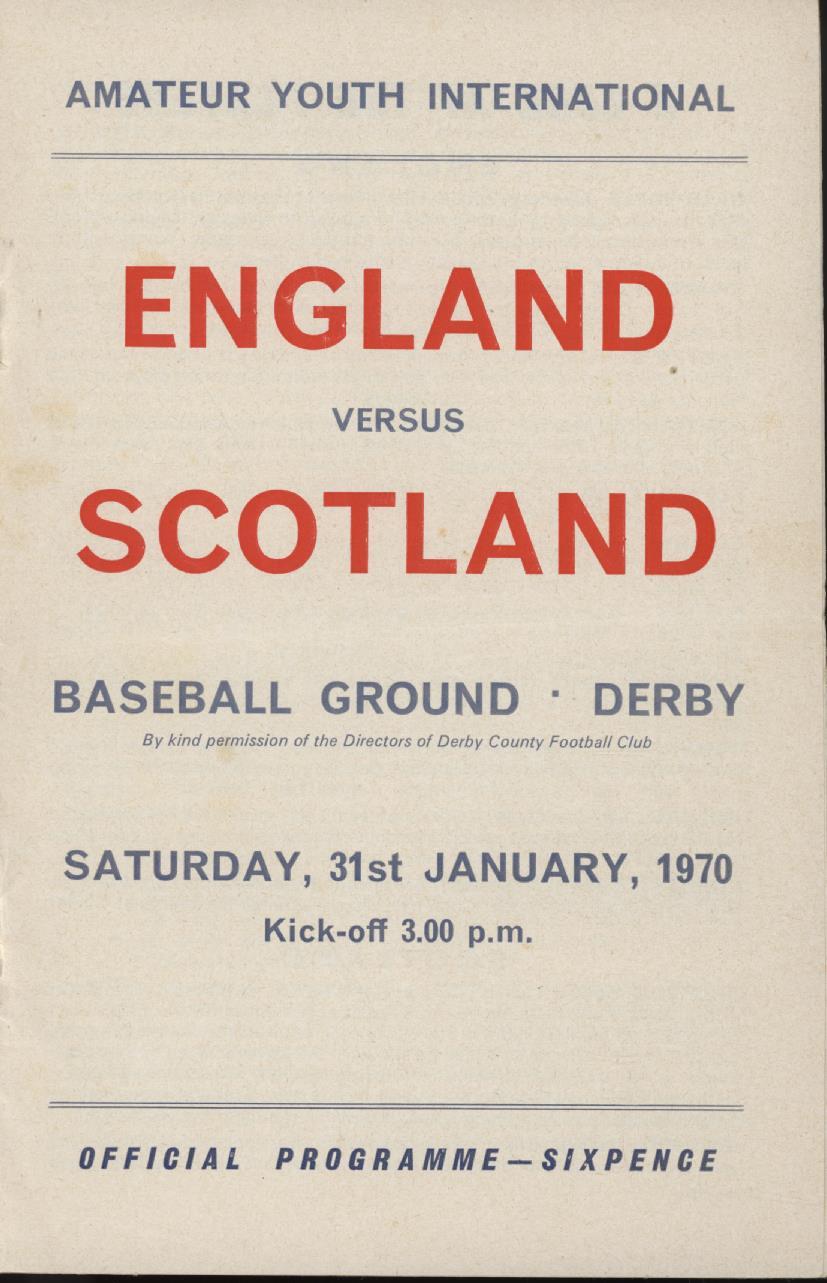 AMATEUR YOUTH INTERNATIONAL
ENGLAND
VERSUS
SCOTLAND
BASEBALL GROUND · DERBY
By kind permission of the Directors of Derby County Football Club
SATURDAY, 31st JANUARY, 1970
Kick-off 3.00 p.m.
OFFICIAL PROGRAMME — SIXPENCE